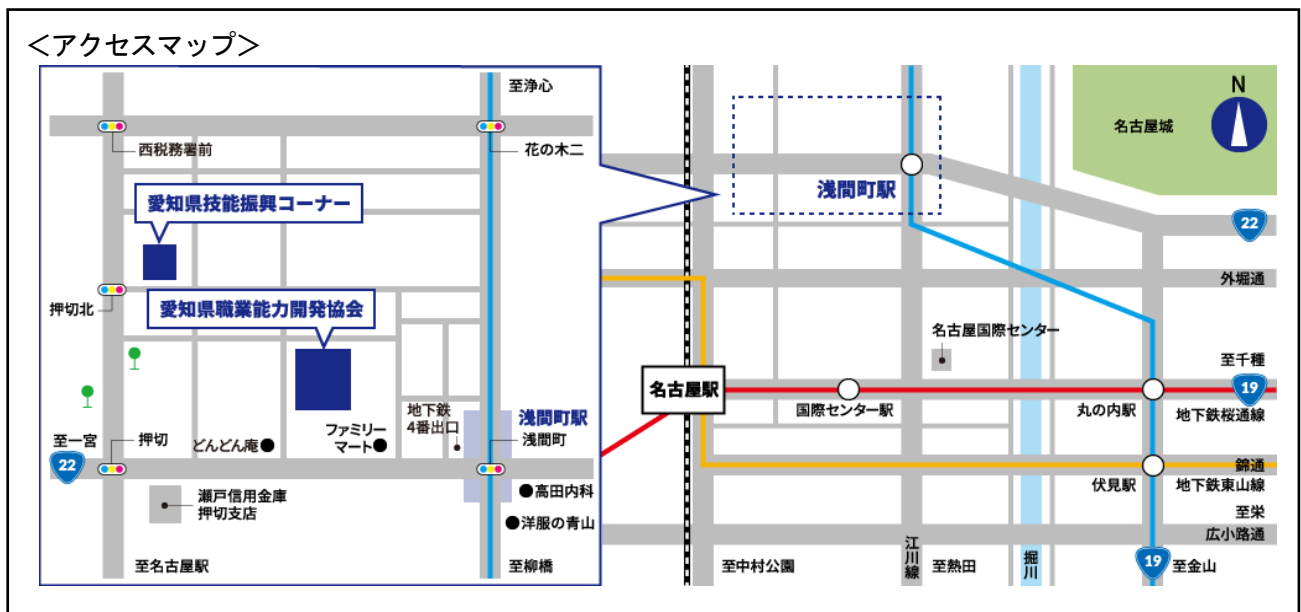 ＜アクセスマップ＞
至浄心
西税務署前
花の木二
愛知県技能振興コーナー
押切北
愛知県職業能力開発協会
地下鉄
4番出口
浅間町駅
浅間町
至一宮
22
押切
どんどん庵
ファミリー
マート
瀬戸信用金庫
押切支店
高田内科
洋服の青山
至名古屋駅
至柳橋
N
名古屋城
浅間町駅
22
外堀通
名古屋国際センター
至千種
19
名古屋駅
国際センター駅
丸の内駅
地下鉄桜通線
錦通
伏見駅
地下鉄東山線
至栄
広小路通
至中村公園
江川線
至熱田
堀川
19
至金山